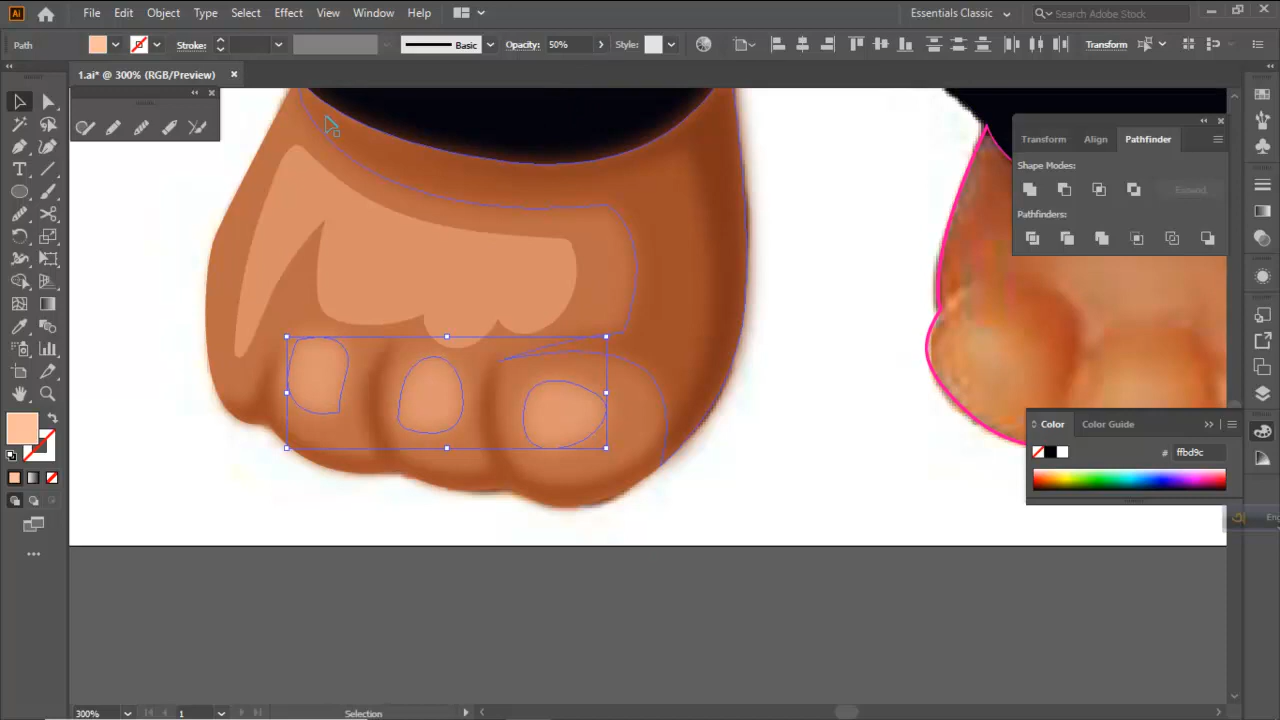 Ai File Edit Object Type Select Effect View Window Help Essentials Classic Search Adobe Stock
Path Stroke: Basic Opacity: 50% Style: Transform
1.ai* @ 300% (RGB/Preview)
Transform Align Pathfinder
Shape Modes:
Expand
Pathfinders:
Color Color Guide
# ffbd9c
300% 1 Selection